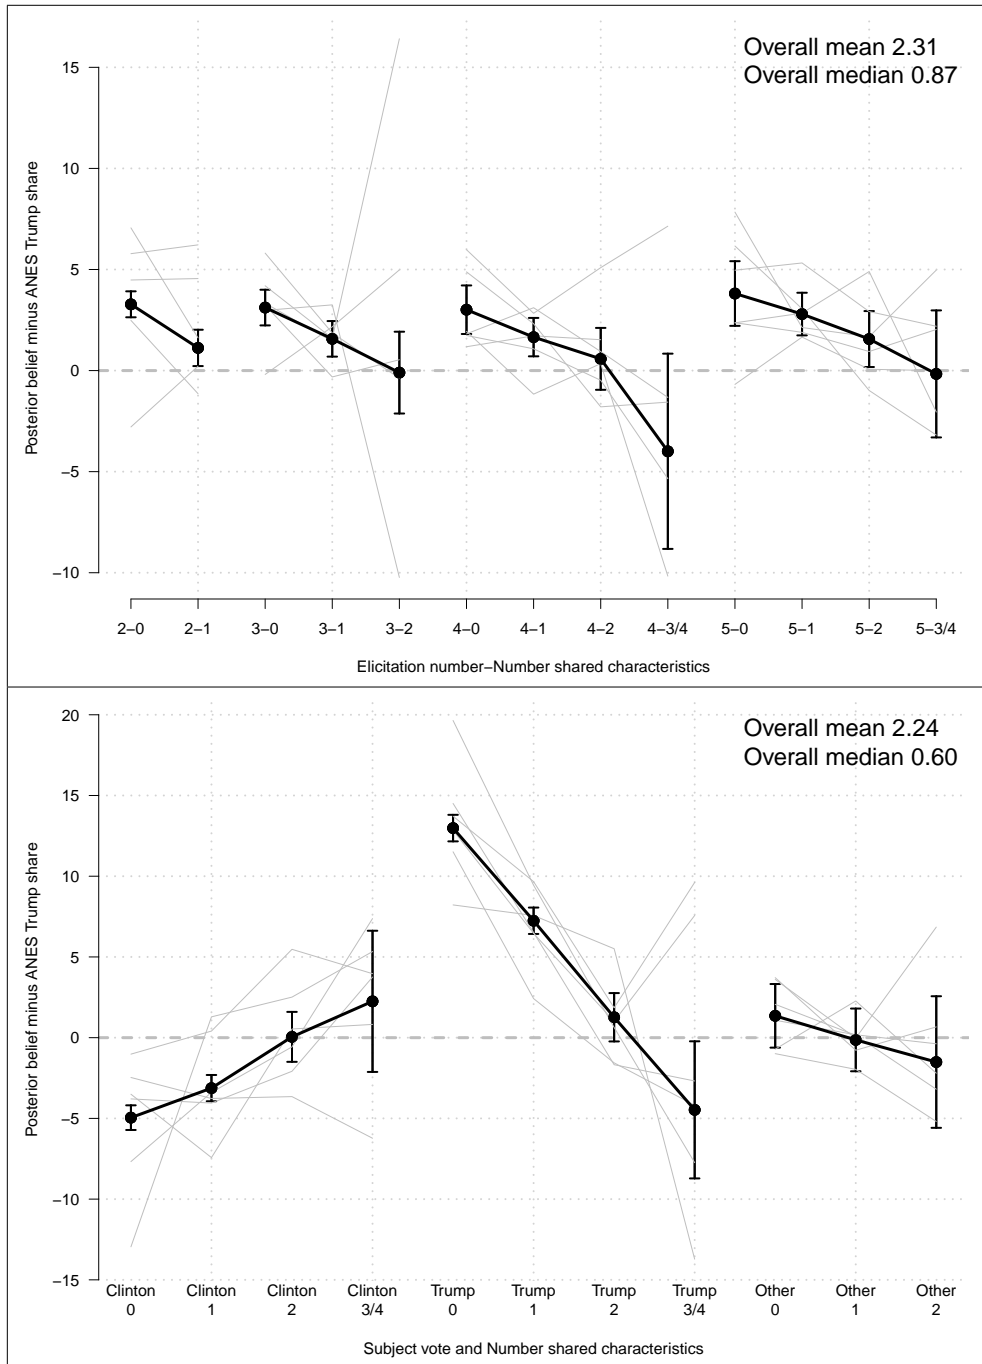 Overall mean 2.31
Overall median 0.87
Posterior belief minus ANES Trump share
15
10
5
0
−5
−10
2−0 2−1 3−0 3−1 3−2 4−0 4−1 4−2 4−3/4 5−0 5−1 5−2 5−3/4
Elicitation number−Number shared characteristics
Overall mean 2.24
Overall median 0.60
Posterior belief minus ANES Trump share
20
15
10
5
0
−5
−10
−15
Clinton Clinton Clinton Clinton Trump Trump Trump Trump Other Other Other
0 1 2 3/4 0 1 2 3/4 0 1 2
Subject vote and Number shared characteristics